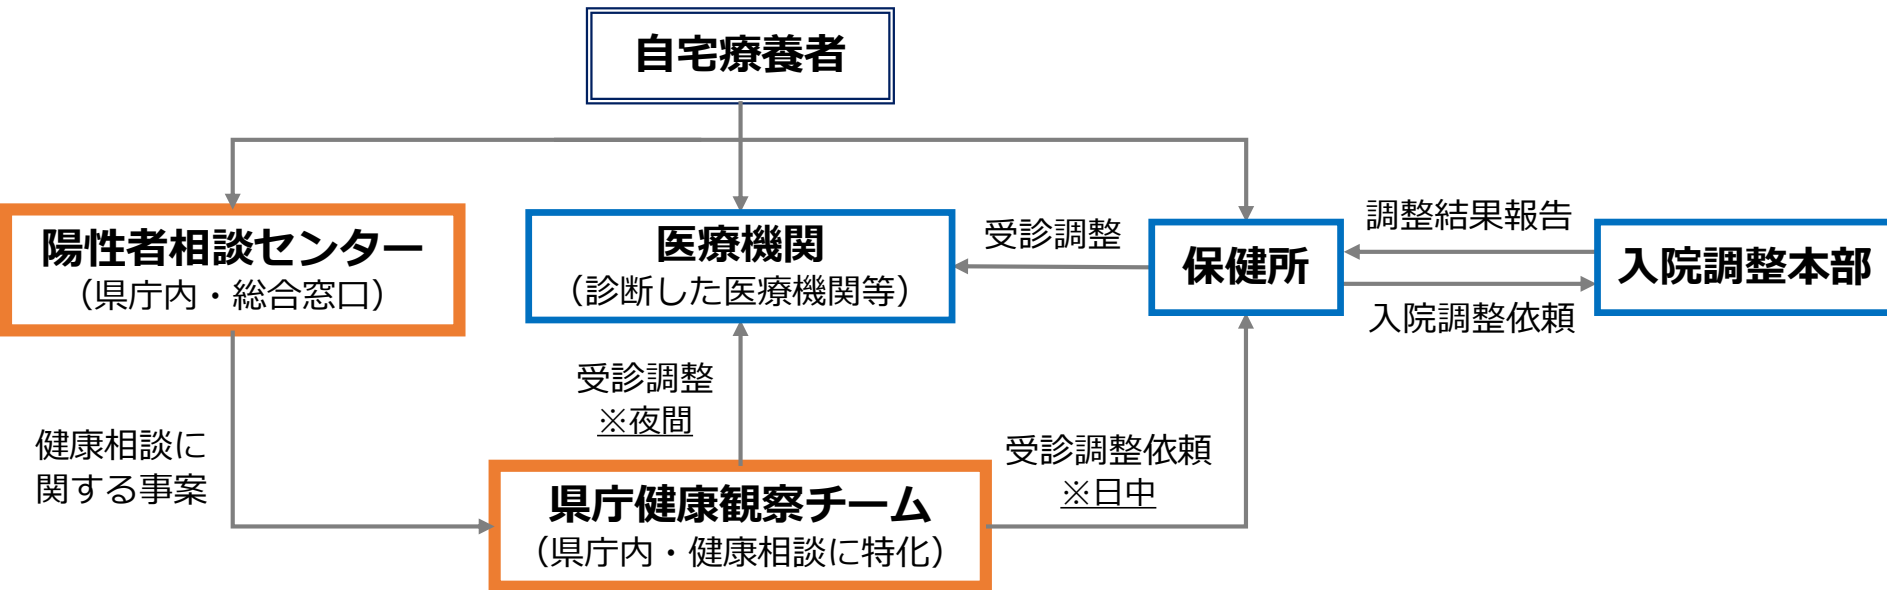 自宅療養者
陽性者相談センター
（県庁内・総合窓口）
医療機関
（診断した医療機関等）
受診調整
保健所
調整結果報告
入院調整依頼
入院調整本部
健康相談に
関する事案
受診調整
※夜間
受診調整依頼
※日中
県庁健康観察チーム
（県庁内・健康相談に特化）